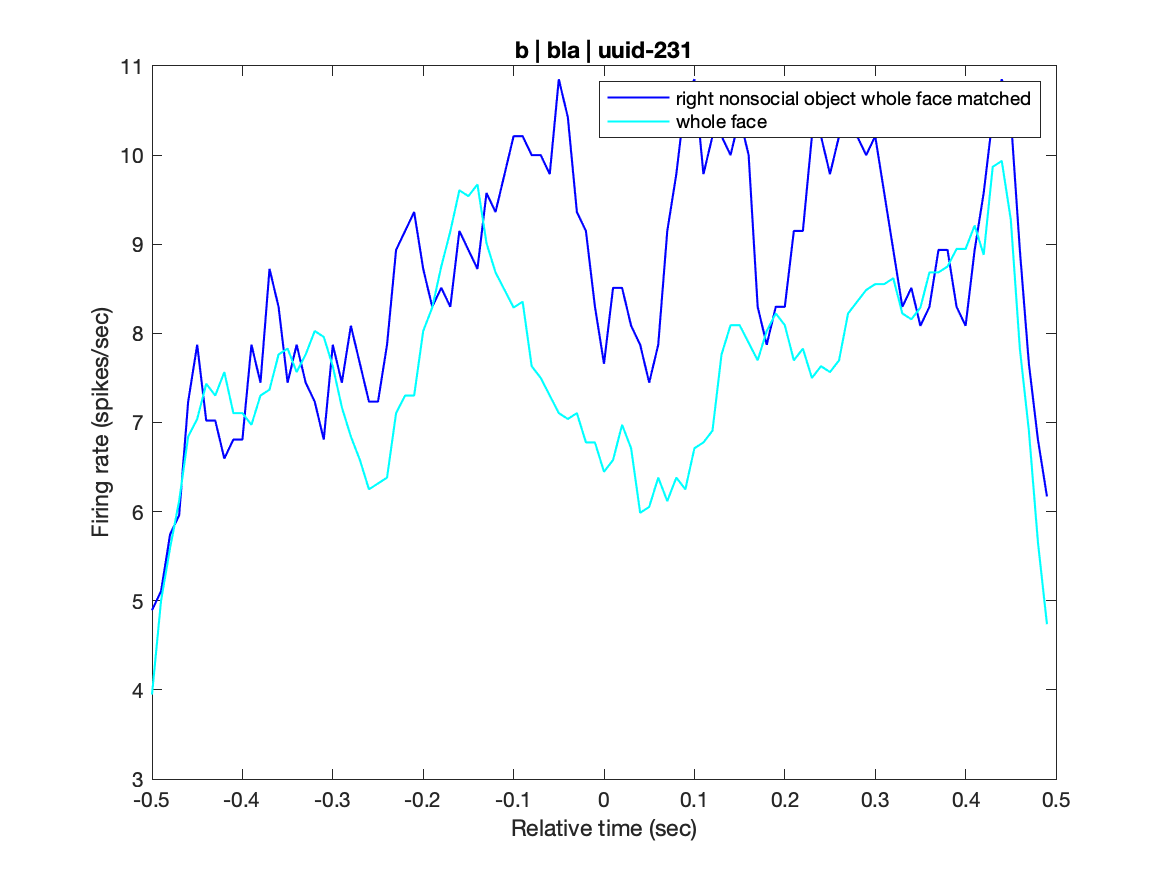 b | bla | uuid-231
11
right nonsocial object whole face matched
whole face
10
9
8
7
6
5
4
3
Firing rate (spikes/sec)
-0.5 -0.4 -0.3 -0.2 -0.1 0 0.1 0.2 0.3 0.4 0.5
Relative time (sec)